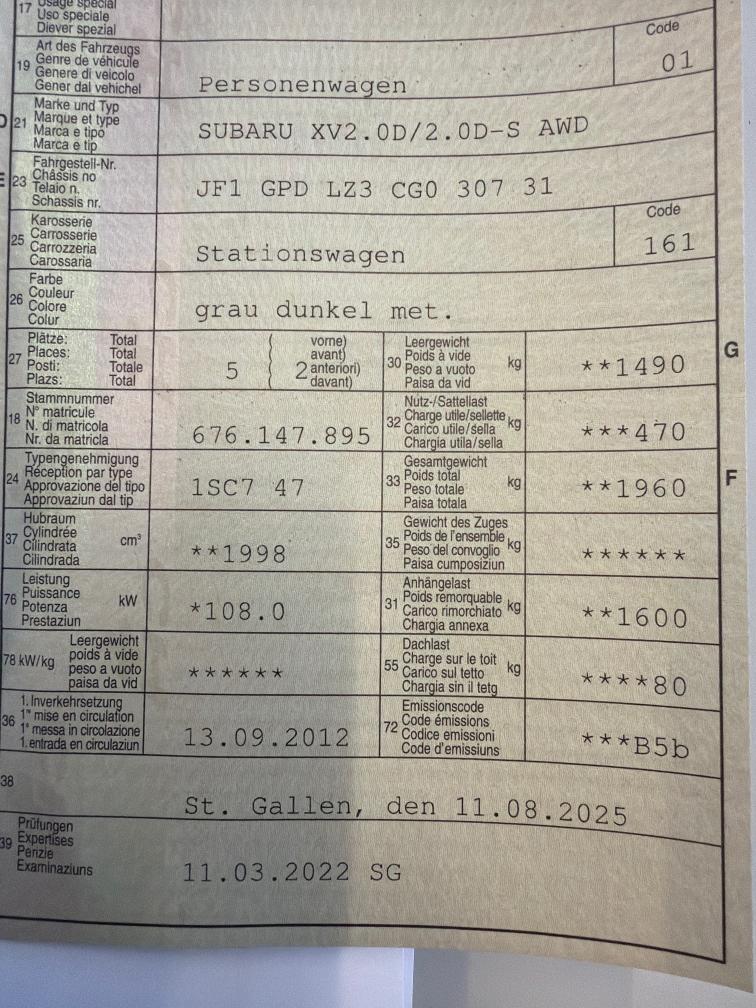 17 Usage spécial
Uso speciale
Diever spezial
19 Art des Fahrzeugs
Genre de véhicule
Genere di veicolo
Gener dal vehichel
Personenwagen
Code
01
D 21 Marke und Typ
Marque et type
Marca e tipo
Marca e tip
SUBARU XV2.0D/2.0D-S AWD
E 23 Fahrgestell-Nr.
Châssis no
Telaio n.
Schassis nr.
JF1 GPD LZ3 CG0 307 31
25 Karosserie
Carrosserie
Carrozzeria
Carossaria
Stationswagen
Code
161
26 Farbe
Couleur
Colore
Colur
grau dunkel met.
27 Plätze: Total
Places: Total
Posti: Totale
Plazs: Total
5
2
vorne)
avant)
anteriori)
davant)
30 Leergewicht
Poids à vide
Peso a vuoto
Paisa da vid
kg
**1490
G
18 Stammnummer
N° matricule
N. di matricola
Nr. da matricla
676.147.895
32 Nutz-/Sattellast
Charge utile/sellette
Carico utile/sella
Chargia utila/sella
kg
***470
24 Typengenehmigung
Réception par type
Approvazione del tipo
Approvaziun dal tip
1SC7 47
33 Gesamtgewicht
Poids total
Peso totale
Paisa totala
kg
**1960
F
37 Hubraum
Cylindrée
Cilindrata
Cilindrada
cm³
**1998
35 Gewicht des Zuges
Poids de l'ensemble
Peso del convoglio
Paisa cumposiziun
kg
******
76 Leistung
Puissance
Potenza
Prestaziun
kW
*108.0
31 Anhängelast
Poids remorquable
Carico rimorchiato
Chargia annexa
kg
**1600
78 kW/kg
Leergewicht
poids à vide
peso a vuoto
paisa da vid
******
55 Dachlast
Charge sur le toit
Carico sul tetto
Chargia sin il tetg
kg
****80
36 1. Inverkehrsetzung
1re mise en circulation
1a messa in circolazione
1. entrada en circulaziun
13.09.2012
72 Emissionscode
Code émissions
Codice emissioni
Code d'emissiuns
***B5b
38
St. Gallen, den 11.08.2025
39 Prüfungen
Expertises
Perizie
Examinaziuns
11.03.2022 SG